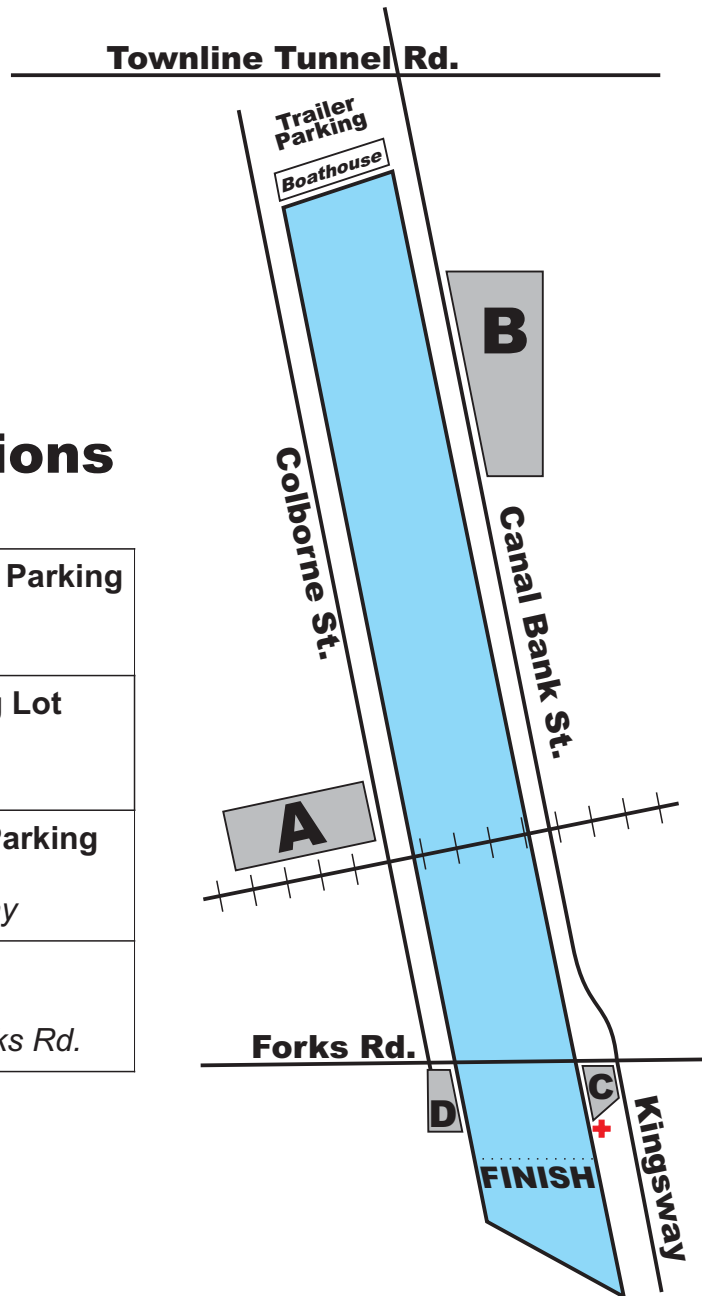 Townline Tunnel Rd.
Trailer
Parking
Boathouse
B
ions
Colborne St.
Canal Bank St.
Parking
Lot
Parking
A
Forks Rd.
Rd.
D
C
FINISH
Kingsway